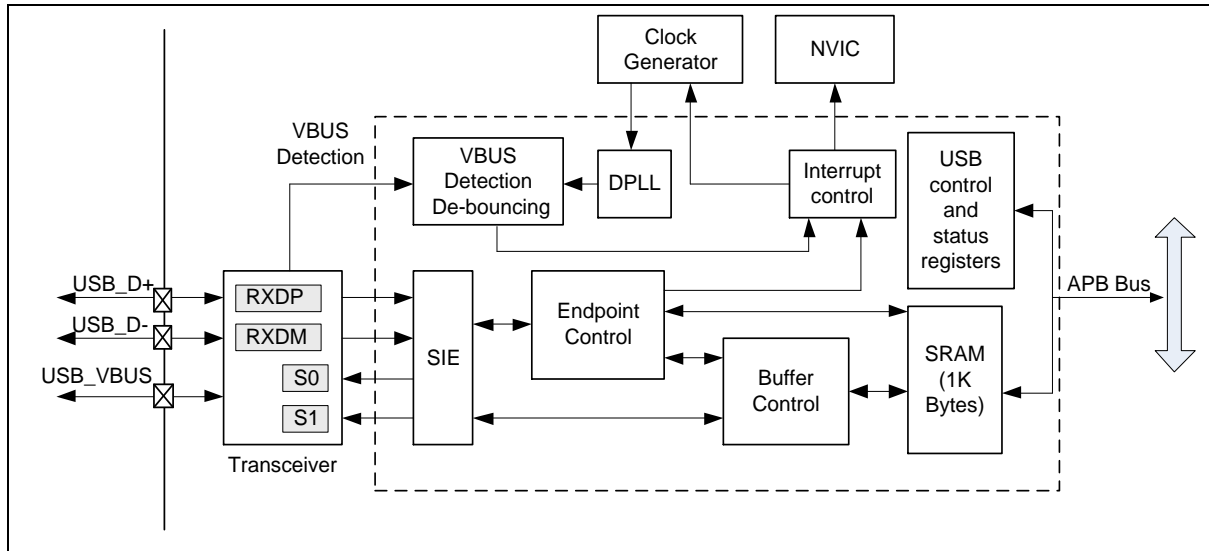 Clock
Generator
NVIC
VBUS
Detection
VBUS
Detection
De-bouncing
DPLL
Interrupt
control
USB
control
and
status
registers
USB_D+
USB_D-
USB_VBUS
RXDP
RXDM
S0
S1
Transceiver
SIE
Endpoint
Control
Buffer
Control
SRAM
(1K
Bytes)
APB Bus